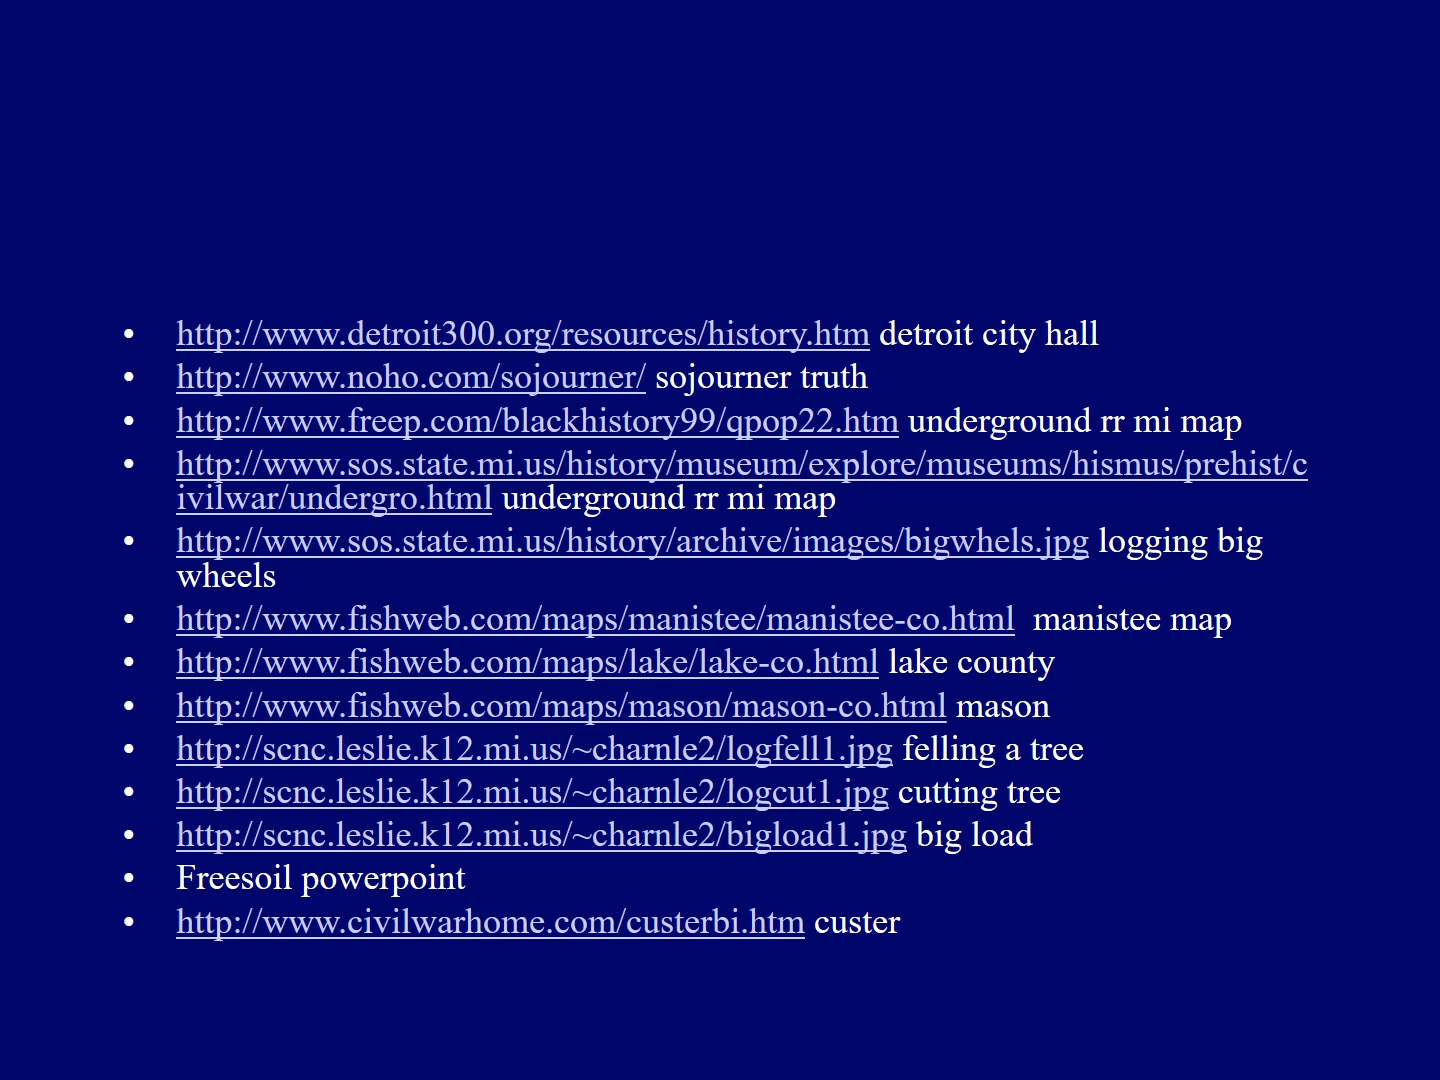 • http://www.detroit300.org/resources/history.htm detroit city hall
• http://www.noho.com/sojourner/ sojourner truth
• http://www.freep.com/blackhistory99/qpop22.htm underground rr mi map
• http://www.sos.state.mi.us/history/museum/explore/museums/hismus/prehist/c
ivilwar/undergro.html underground rr mi map
• http://www.sos.state.mi.us/history/archive/images/bigwhels.jpg logging big
wheels
• http://www.fishweb.com/maps/manistee/manistee-co.html  manistee map
• http://www.fishweb.com/maps/lake/lake-co.html lake county
• http://www.fishweb.com/maps/mason/mason-co.html mason
• http://scnc.leslie.k12.mi.us/~charnle2/logfell1.jpg felling a tree
• http://scnc.leslie.k12.mi.us/~charnle2/logcut1.jpg cutting tree
• http://scnc.leslie.k12.mi.us/~charnle2/bigload1.jpg big load
• Freesoil powerpoint
• http://www.civilwarhome.com/custerbi.htm custer